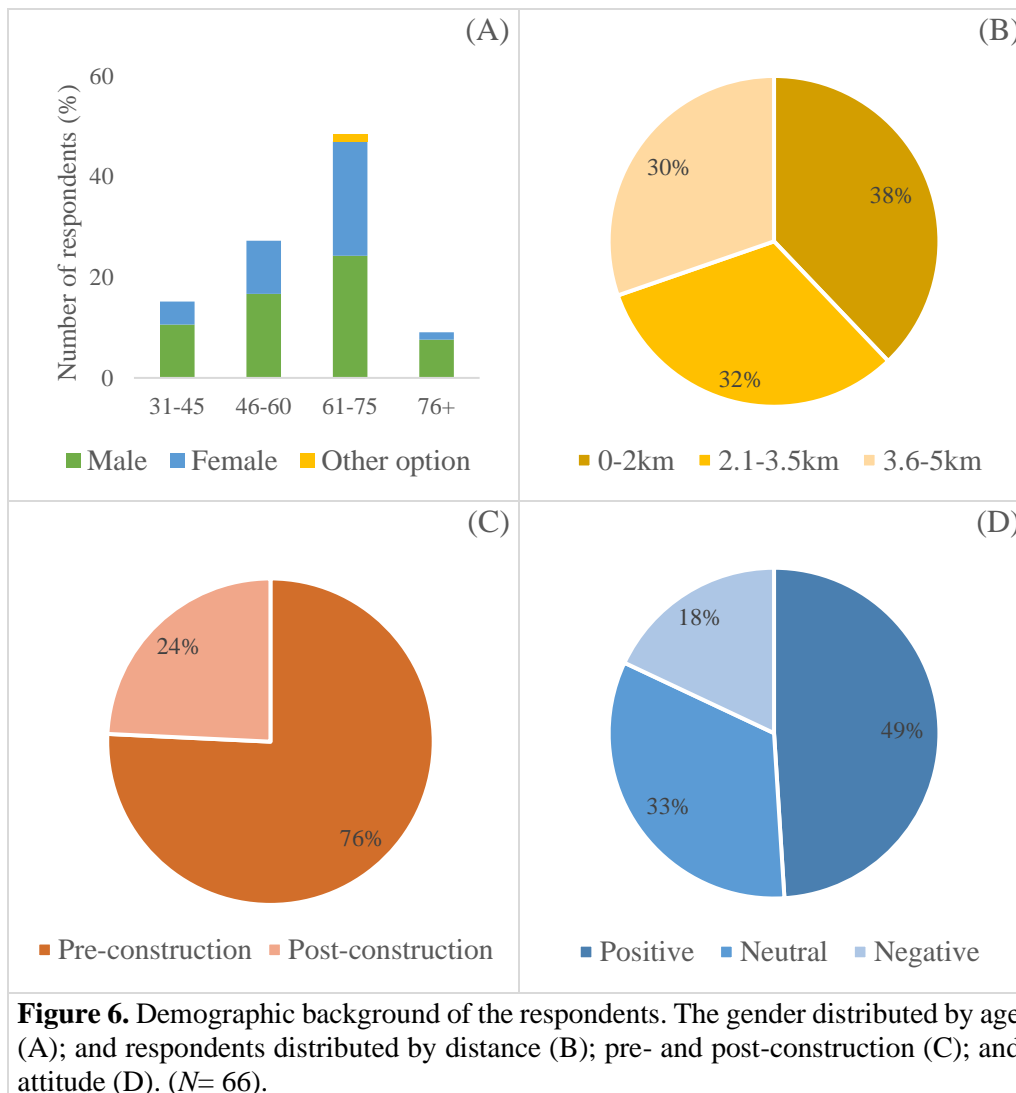 (A)
Number of respondents (%)
60
40
20
0
31-45 46-60 61-75 76+
Male Female Other option
(B)
30%
38%
32%
0-2km 2.1-3.5km 3.6-5km
(C)
24%
76%
Pre-construction Post-construction
(D)
18%
49%
33%
Positive Neutral Negative
Figure 6. Demographic background of the respondents. The gender distributed by age
(A); and respondents distributed by distance (B); pre- and post-construction (C); and
attitude (D). (N= 66).